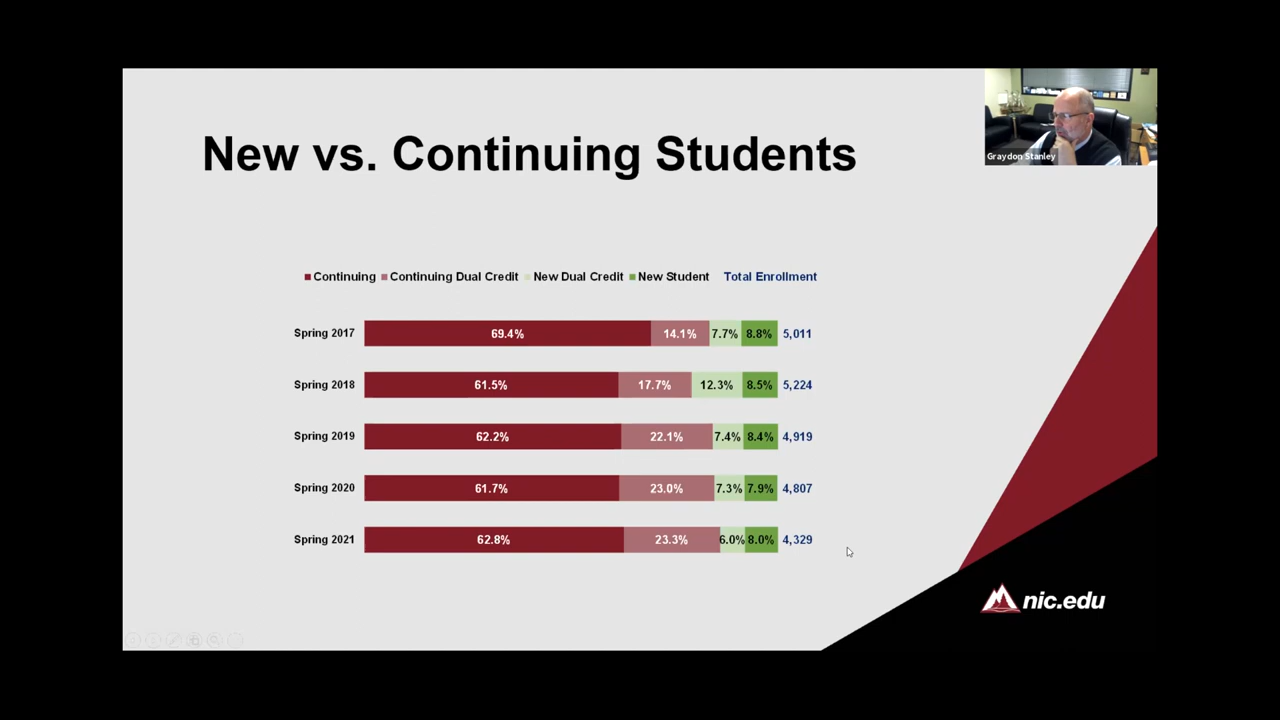 New vs. Continuing Students
Graydon Stanley
Continuing Continuing Dual Credit New Dual Credit New Student Total Enrollment
Spring 2017 69.4% 14.1% 7.7% 8.8% 5,011
Spring 2018 61.5% 17.7% 12.3% 8.5% 5,224
Spring 2019 62.2% 22.1% 7.4% 8.4% 4,919
Spring 2020 61.7% 23.0% 7.3% 7.9% 4,807
Spring 2021 62.8% 23.3% 6.0% 8.0% 4,329
nic.edu